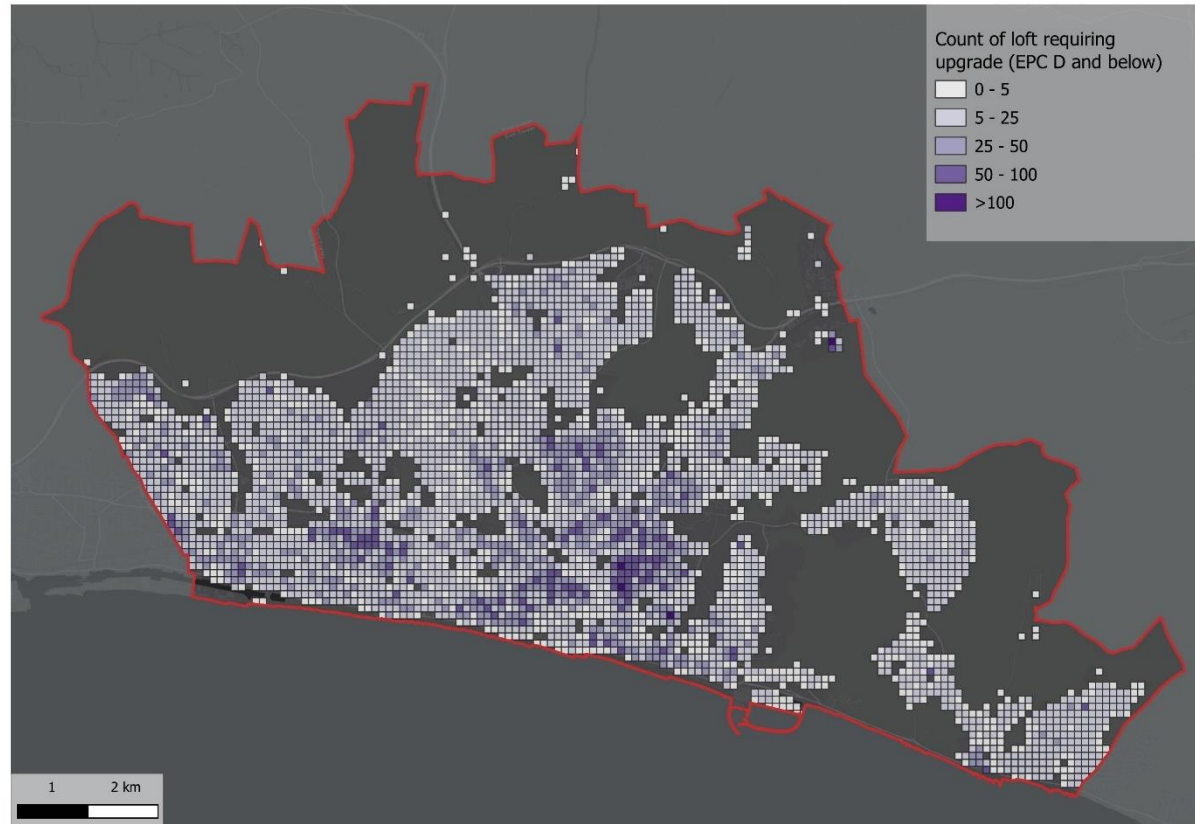 Count of loft requiring
upgrade (EPC D and below)
0 - 5
5 - 25
25 - 50
50 - 100
>100
1 2 km